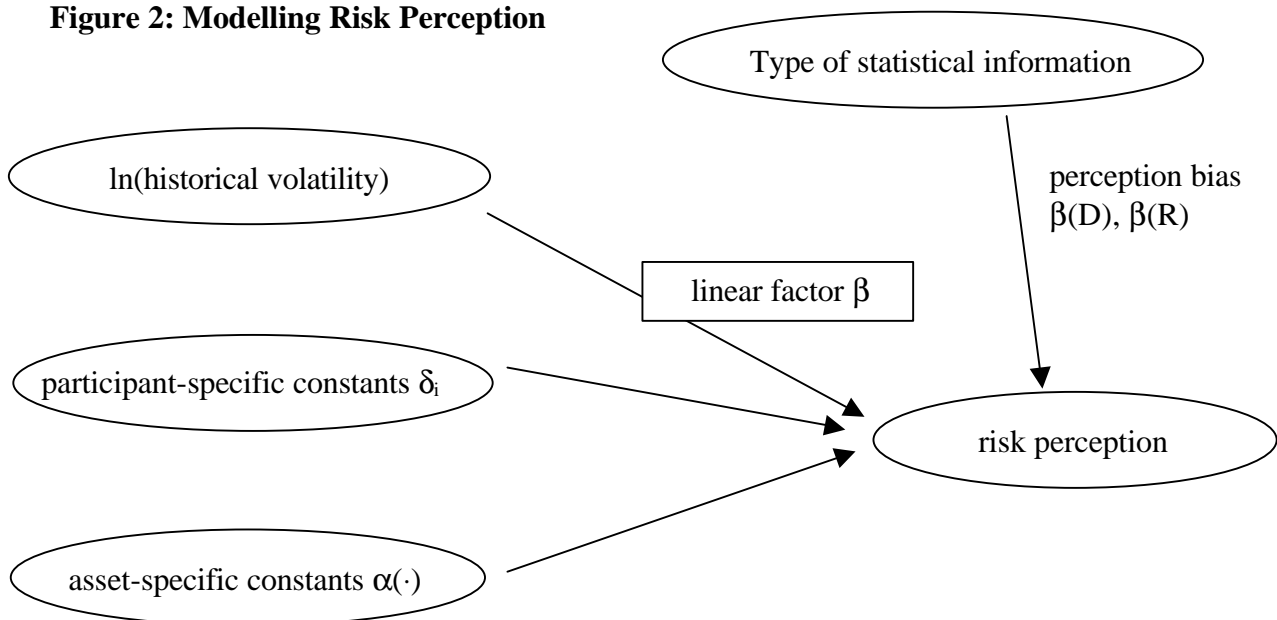 Figure 2: Modelling Risk Perception
Type of statistical information
ln(historical volatility)
perception bias
β(D), β(R)
linear factor β
participant-specific constants δi
risk perception
asset-specific constants α(·)